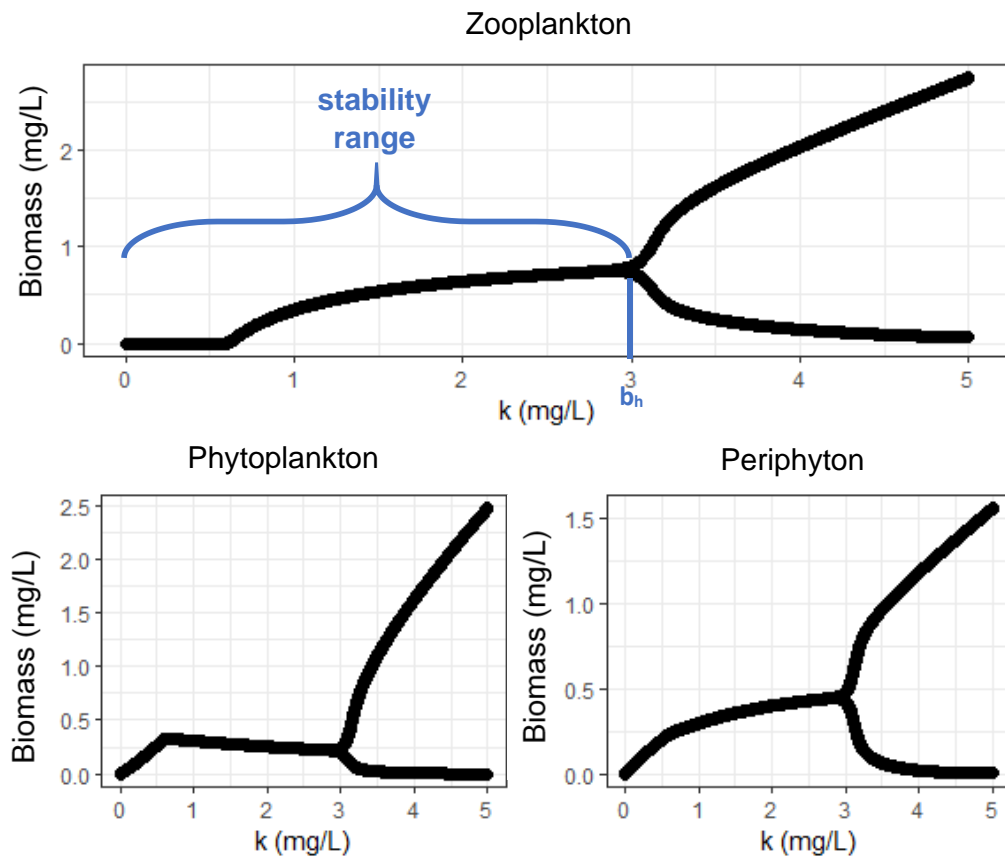 Zooplankton
stability
range
Biomass (mg/L)
2
1
0
0 1 2 3 4 5
bh
k (mg/L)
Phytoplankton
Biomass (mg/L)
2.5
2.0
1.5
1.0
0.5
0.0
0 1 2 3 4 5
k (mg/L)
Periphyton
Biomass (mg/L)
1.5
1.0
0.5
0.0
0 1 2 3 4 5
k (mg/L)